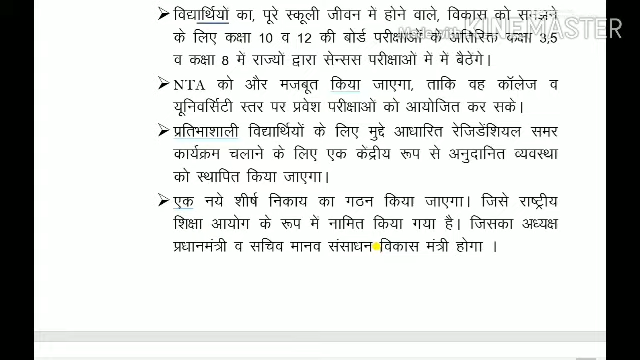 ➢ विद्यार्थियों का, पूरे स्कूली जीवन मे होने वाले, विकास को समझने
के लिए कक्षा 10 व 12 की बोर्ड परीक्षाओं के अतिरिक्त कक्षा 3,5
व कक्षा 8 में राज्यों द्वारा सेन्सस परीक्षाओं में मे बैठेंगे।
➢ NTA को और मजबूत किया जाएगा, ताकि वह कॉलेज व
यूनिवर्सिटी स्तर पर प्रवेश परीक्षाओं को आयोजित कर सके।
➢ प्रतिभाशाली विद्यार्थियों के लिए मुद्दे आधारित रेजिडेंशियल समर
कार्यक्रम चलाने के लिए एक केंद्रीय रूप से अनुदानित व्यवस्था
को स्थापित किया जाएगा।
➢ एक नये शीर्ष निकाय का गठन किया जाएगा। जिसे राष्ट्रीय
शिक्षा आयोग के रूप में नामित किया गया है। जिसका अध्यक्ष
प्रधानमंत्री व सचिव मानव संसाधन विकास मंत्री होगा ।
Made with KINEMASTER